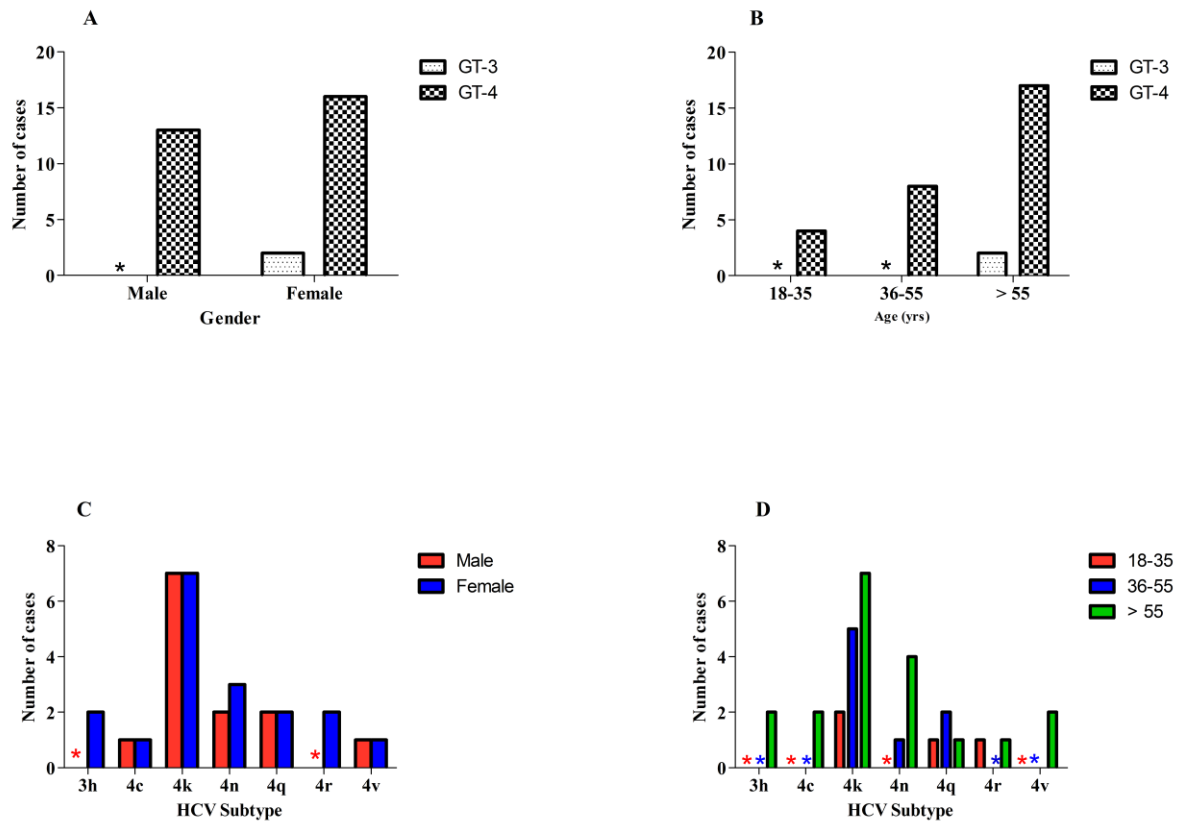 A
20
15
10
5
0
Number of cases
*
Male
Female
Gender
GT-3
GT-4
B
20
15
10
5
0
Number of cases
*
*
18-35
36-55
> 55
Age (yrs)
GT-3
GT-4
C
8
6
4
2
0
Number of cases
*
*
3h
4c
4k
4n
4q
4r
4v
HCV Subtype
Male
Female
D
8
6
4
2
0
Number of cases
* *
* *
*
*
* *
3h
4c
4k
4n
4q
4r
4v
HCV Subtype
18-35
36-55
> 55